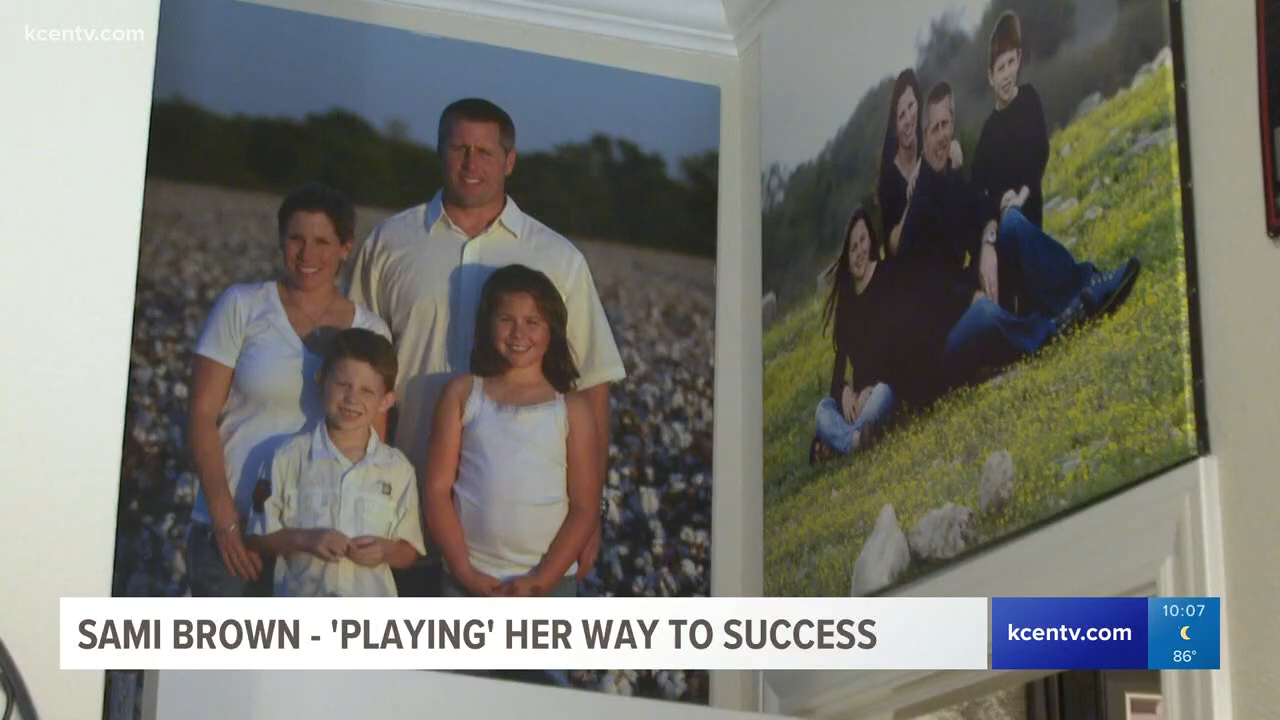 kcentv.com
SAMI BROWN - 'PLAYING' HER WAY TO SUCCESS
kcentv.com
10:07
86°